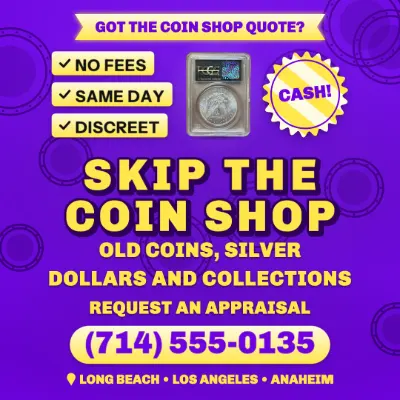 GOT THE COIN SHOP QUOTE?
✓ NO FEES
✓ SAME DAY
✓ DISCREET
PCGS
CASH!
SKIP THE
COIN SHOP
OLD COINS, SILVER
DOLLARS AND COLLECTIONS
REQUEST AN APPRAISAL
(714) 555-0135
LONG BEACH • LOS ANGELES • ANAHEIM